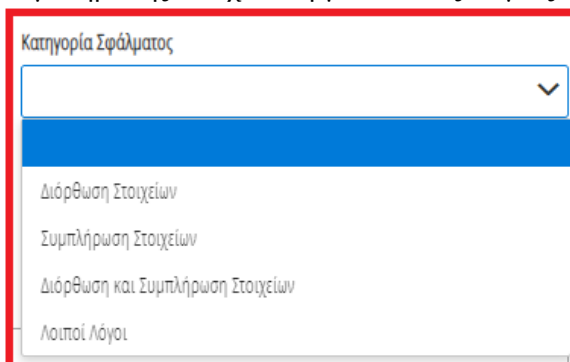 Κατηγορία Σφάλματος
Διόρθωση Στοιχείων
Συμπλήρωση Στοιχείων
Διόρθωση και Συμπλήρωση Στοιχείων
Λοιποί Λόγοι